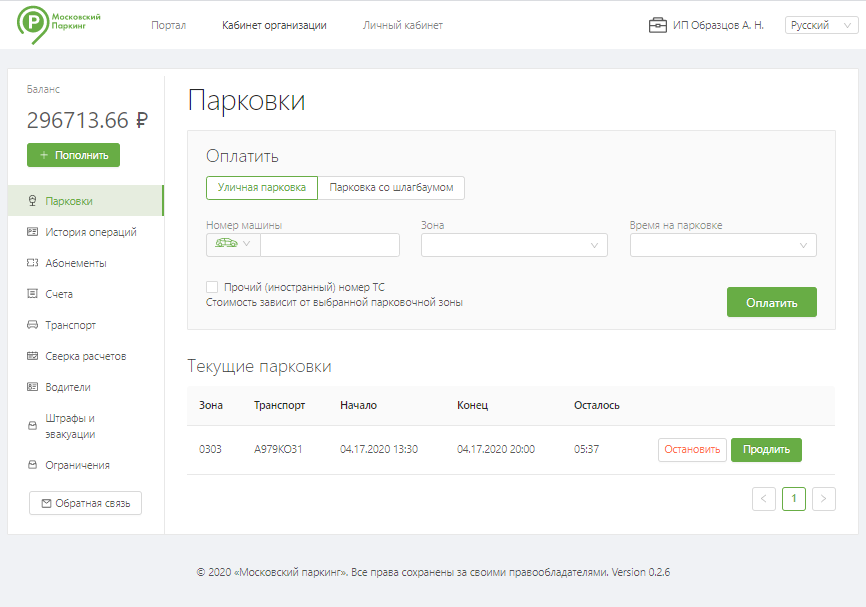 Московский
Паркинг
Портал
Кабинет организации
Личный кабинет
ИП Образцов А. Н.
Русский
Баланс
296713.66 ₽
+ Пополнить
Парковки
История операций
Абонементы
Счета
Транспорт
Сверка расчетов
Водители
Штрафы и
эвакуации
Ограничения
Обратная связь
Парковки
Оплатить
Уличная парковка
Парковка со шлагбаумом
Номер машины
Зона
Время на парковке
Прочий (иностранный) номер ТС
Стоимость зависит от выбранной парковочной зоны
Оплатить
Текущие парковки
Зона Транспорт Начало Конец Осталось
0303 А979КО31 04.17.2020 13:30 04.17.2020 20:00 05:37 Остановить Продлить
< 1 >
© 2020 «Московский паркинг». Все права сохранены за своими правообладателями. Version 0.2.6